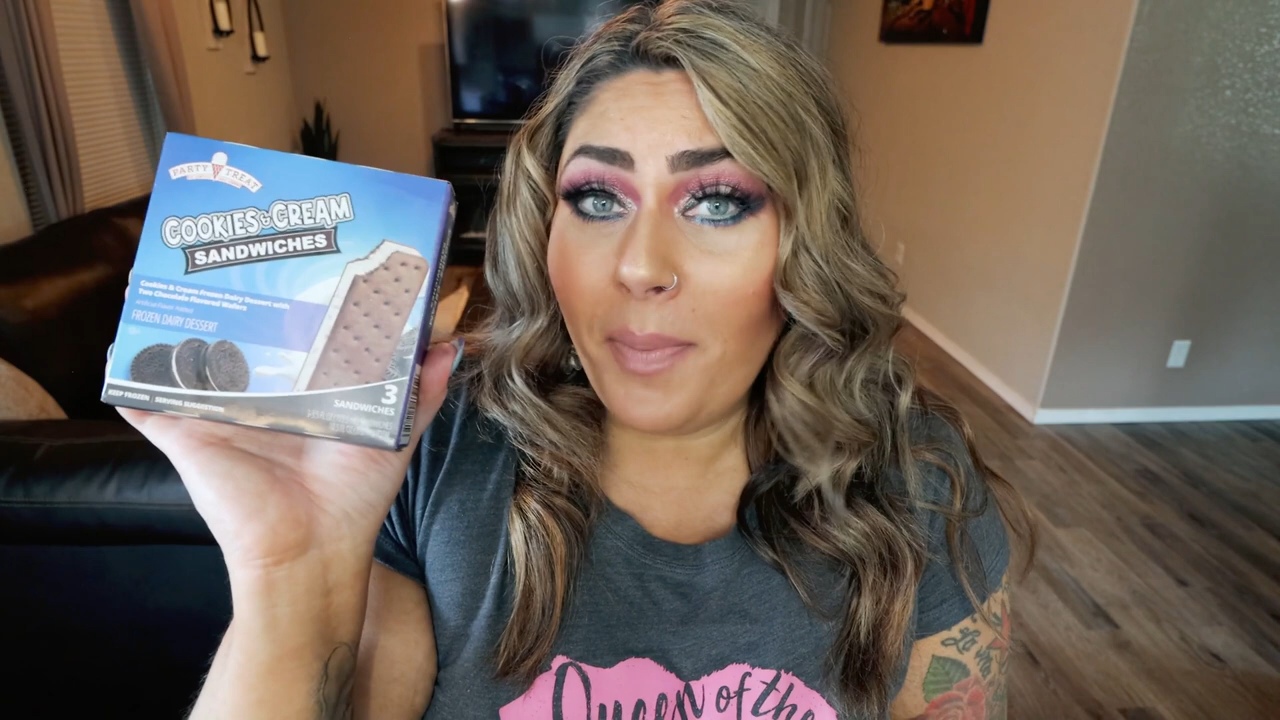 PARTY TREAT
COOKIES & CREAM
SANDWICHES
Cookies & Cream Frozen Dairy Dessert with
Two Chocolate Flavored Wafers
FROZEN DAIRY DESSERT
KEEP FROZEN | SERVING SUGGESTION
3
SANDWICHES
Queen of the